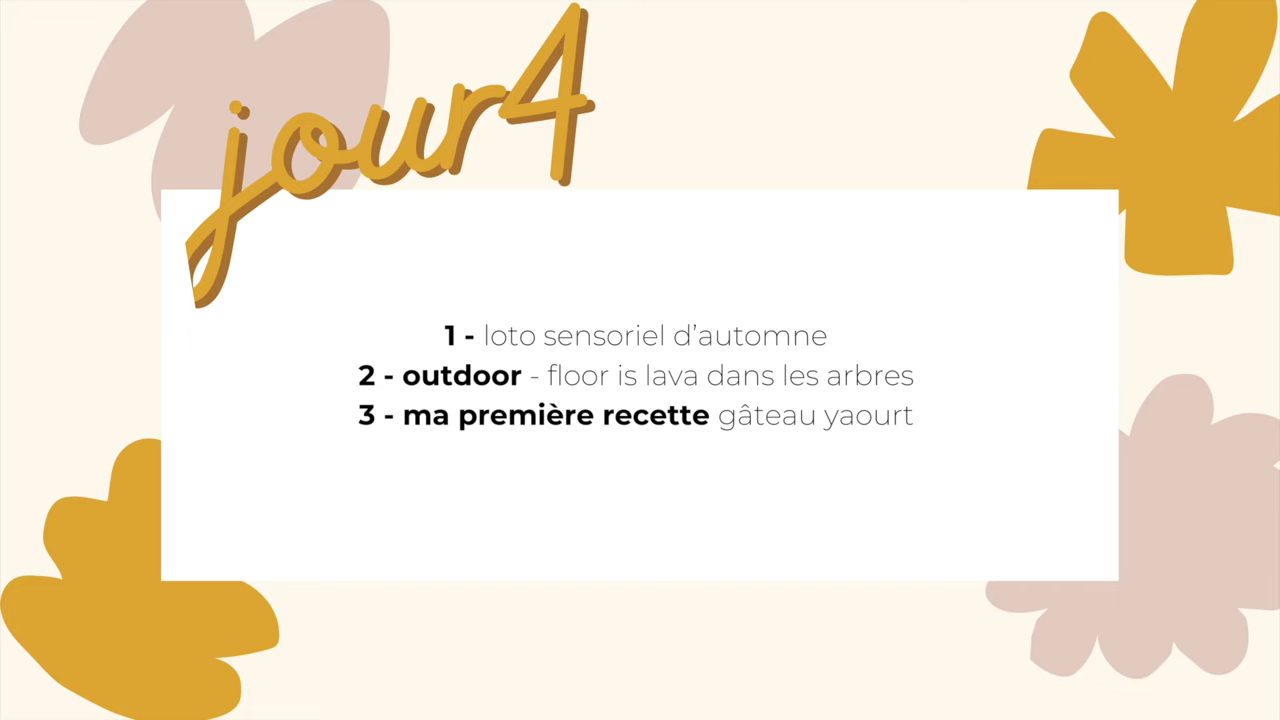 jour4
1 - loto sensoriel d’automne
2 - outdoor - floor is lava dans les arbres
3 - ma première recette gâteau yaourt